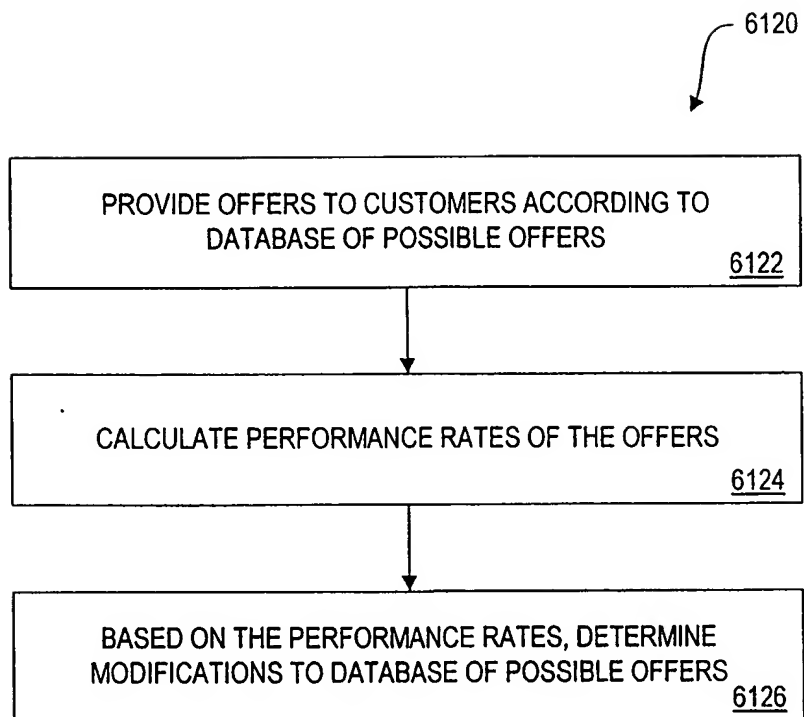 6120
PROVIDE OFFERS TO CUSTOMERS ACCORDING TO
DATABASE OF POSSIBLE OFFERS
6122
CALCULATE PERFORMANCE RATES OF THE OFFERS
6124
BASED ON THE PERFORMANCE RATES, DETERMINE
MODIFICATIONS TO DATABASE OF POSSIBLE OFFERS
6126